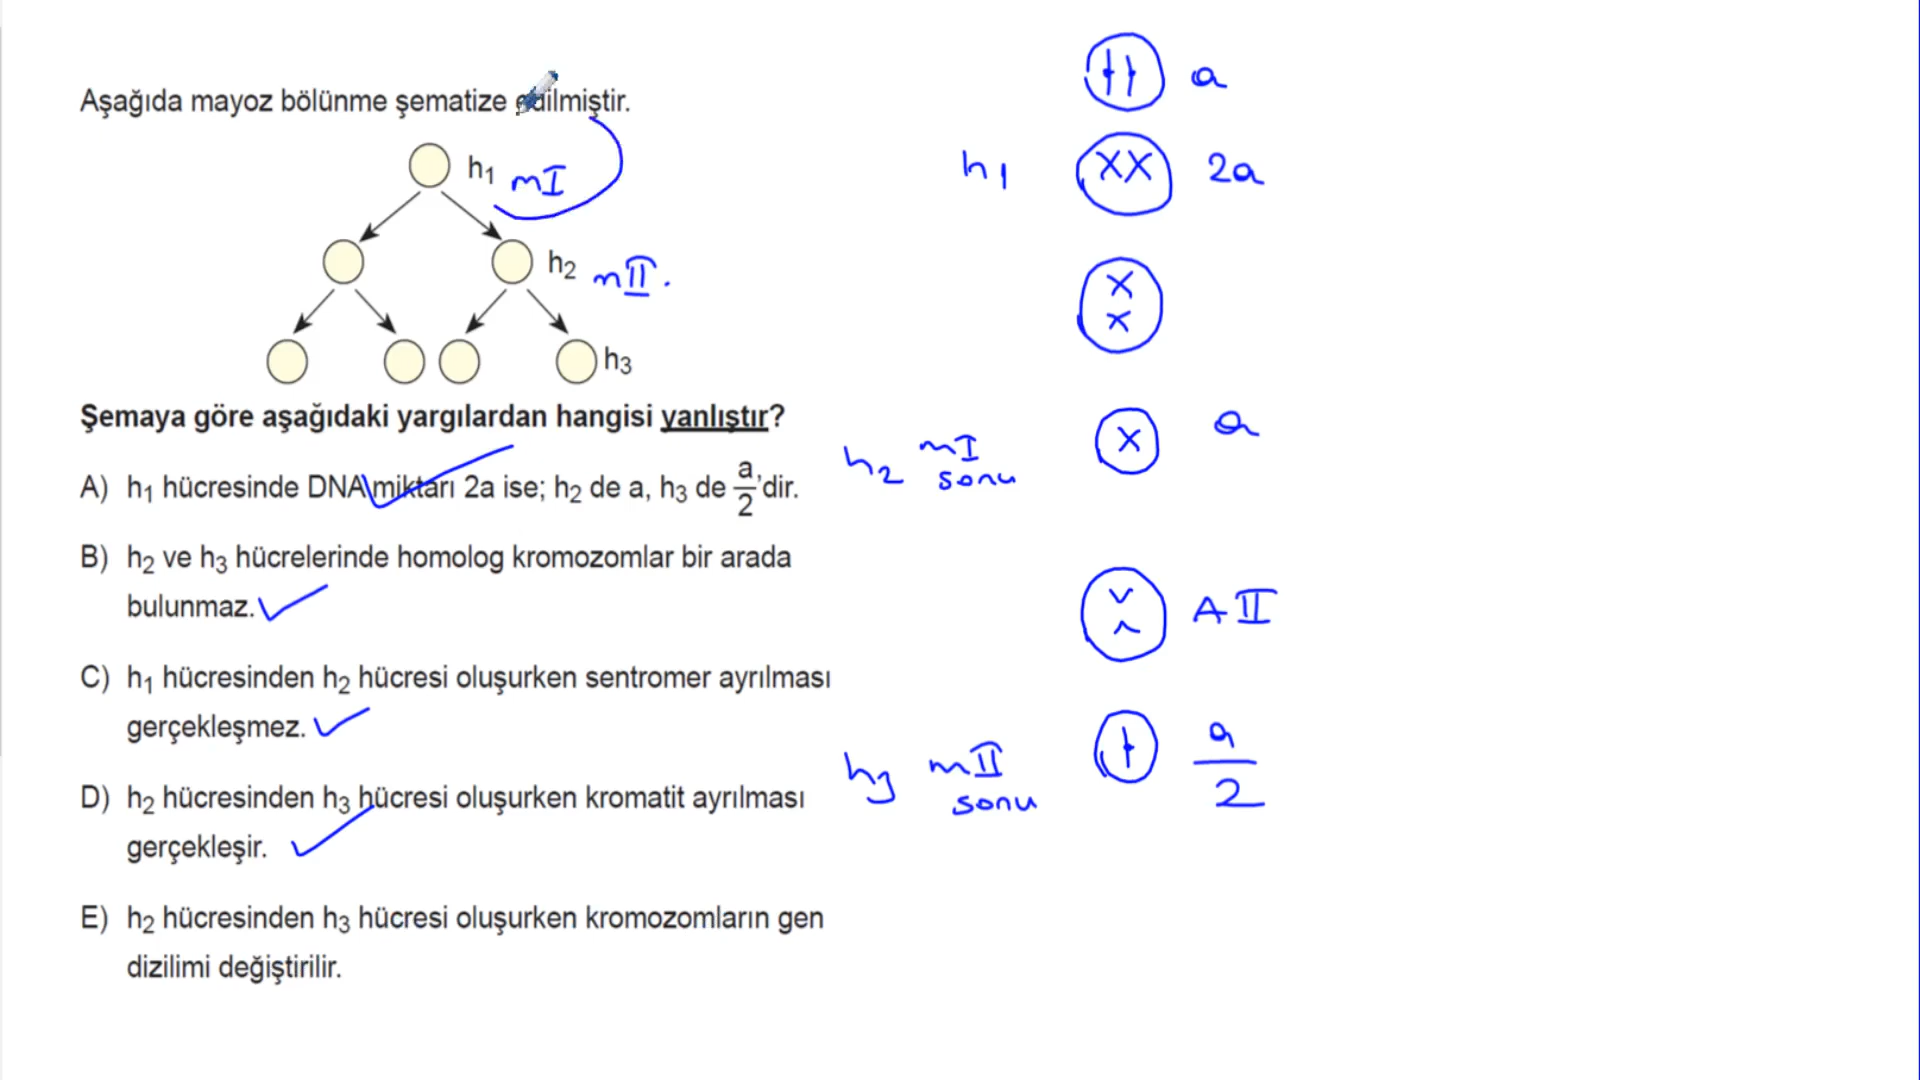 Aşağıda mayoz bölünme şematize edilmiştir.
h1 mI
h2 mII.
h3
Şemaya göre aşağıdaki yargılardan hangisi yanlıştır?
A) h1 hücresinde DNA miktarı 2a ise; h2 de a, h3 de a/2'dir.
B) h2 ve h3 hücrelerinde homolog kromozomlar bir arada
bulunmaz.
C) h1 hücresinden h2 hücresi oluşurken sentromer ayrılması
gerçekleşmez.
D) h2 hücresinden h3 hücresi oluşurken kromatit ayrılması
gerçekleşir.
E) h2 hücresinden h3 hücresi oluşurken kromozomların gen
dizilimi değiştirilir.
a
h1 2a
h2 mI a
sonu
AII
h3 mII a/2
sonu